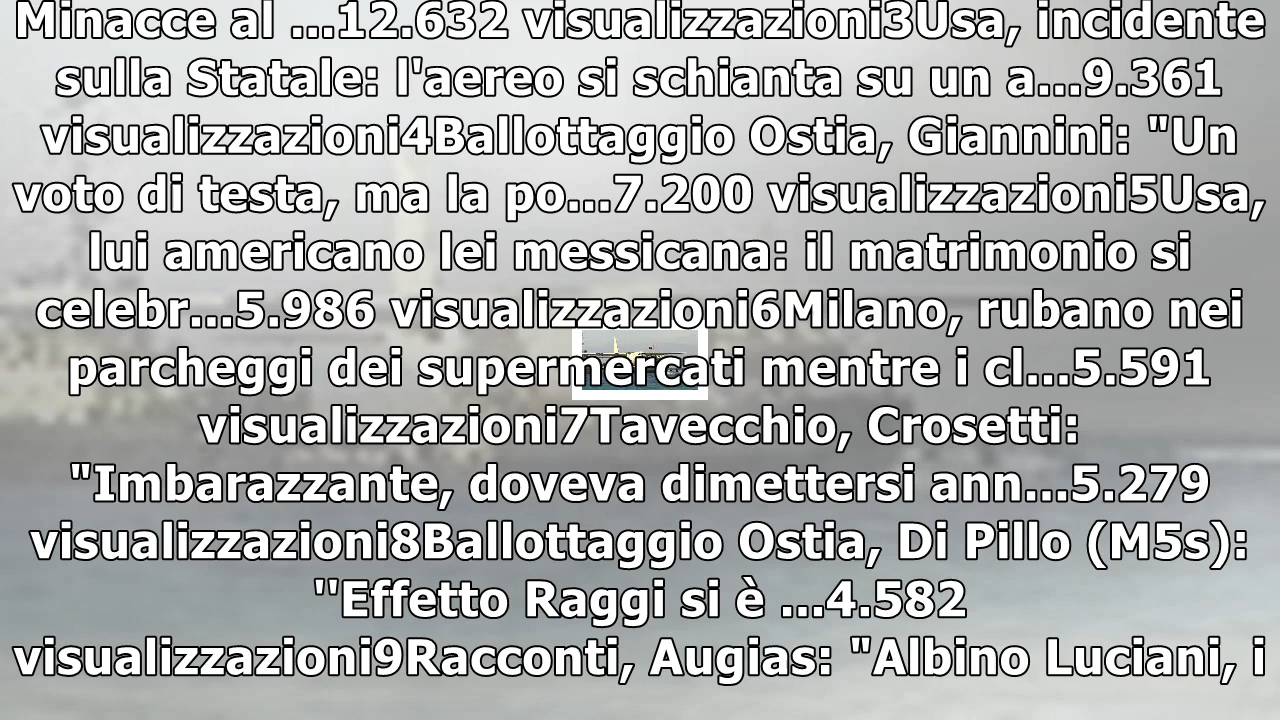 Minacce al ...12.632 visualizzazioni3Usa, incidente
sulla Statale: l'aereo si schianta su un a...9.361
visualizzazioni4Ballottaggio Ostia, Giannini: "Un
voto di testa, ma la po...7.200 visualizzazioni5Usa,
lui americano lei messicana: il matrimonio si
celebr...5.986 visualizzazioni6Milano, rubano nei
parcheggi dei supermercati mentre i cl...5.591
visualizzazioni7Tavecchio, Crosetti:
"Imbarazzante, doveva dimettersi ann...5.279
visualizzazioni8Ballottaggio Ostia, Di Pillo (M5s):
''Effetto Raggi si è ...4.582
visualizzazioni9Racconti, Augias: "Albino Luciani, i